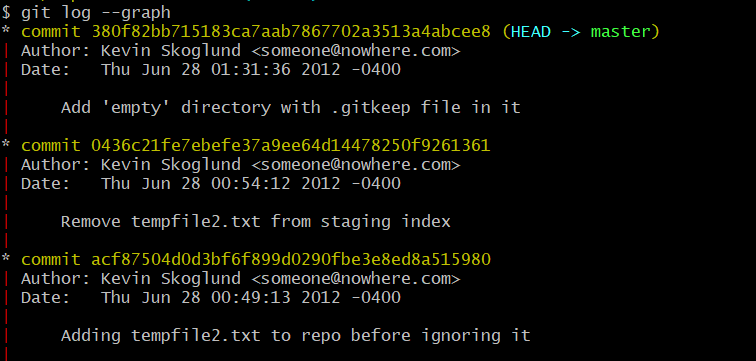 $ git log --graph
* commit 380f82bb715183ca7aab7867702a3513a4abcee8 (HEAD -> master)
| Author: Kevin Skoglund <someone@nowhere.com>
| Date:   Thu Jun 28 01:31:36 2012 -0400
|
|     Add 'empty' directory with .gitkeep file in it
|
* commit 0436c21fe7ebefe37a9ee64d14478250f9261361
| Author: Kevin Skoglund <someone@nowhere.com>
| Date:   Thu Jun 28 00:54:12 2012 -0400
|
|     Remove tempfile2.txt from staging index
|
* commit acf87504d0d3bf6f899d0290fbe3e8ed8a515980
| Author: Kevin Skoglund <someone@nowhere.com>
| Date:   Thu Jun 28 00:49:13 2012 -0400
|
|     Adding tempfile2.txt to repo before ignoring it
|